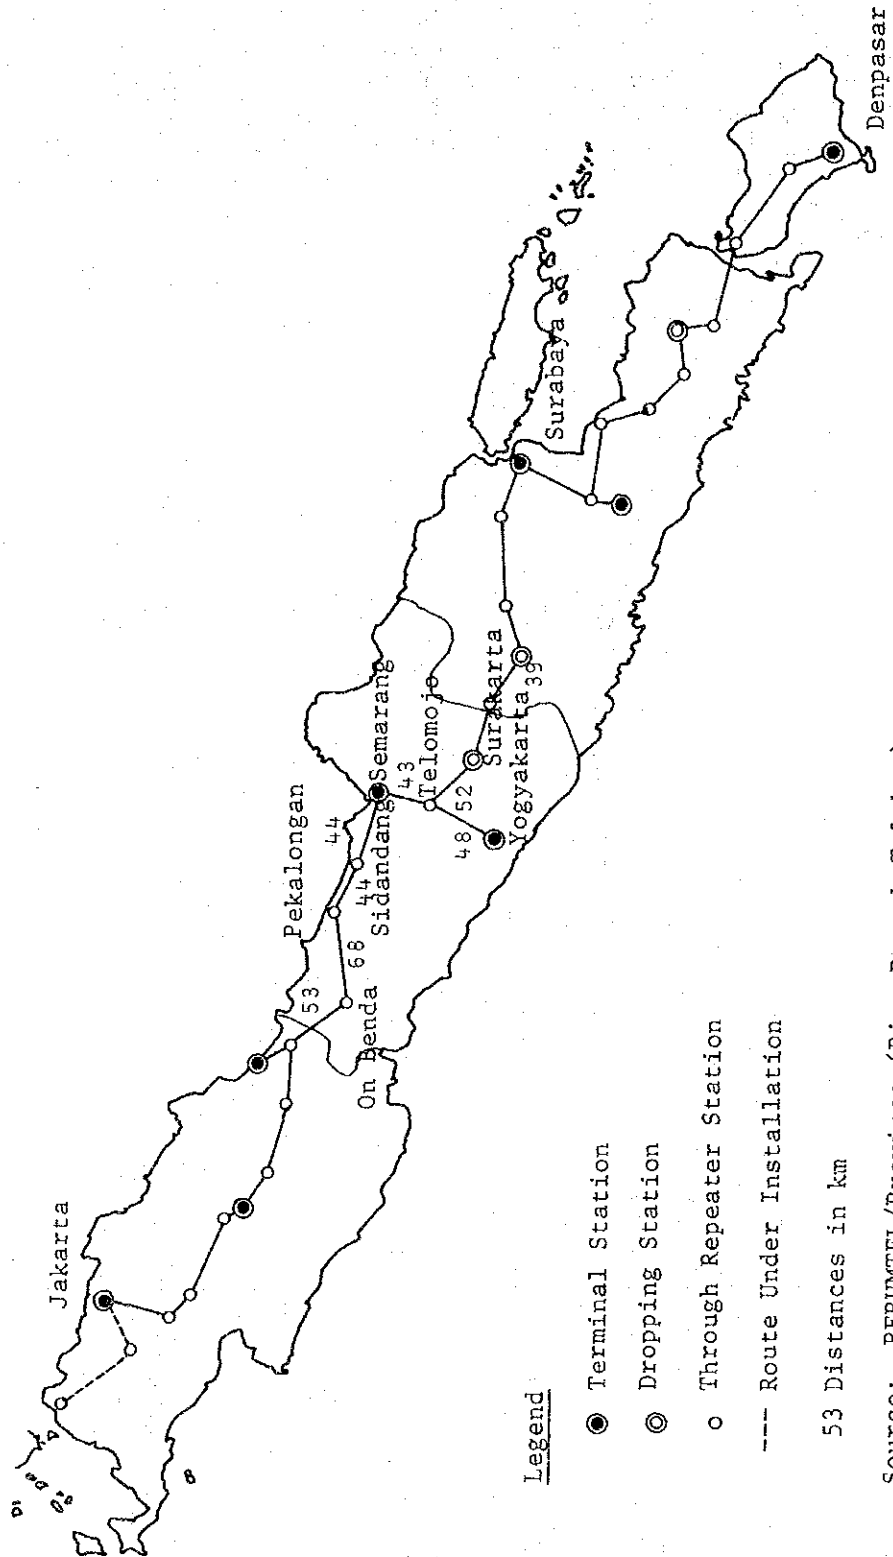 Jakarta
Pekalongan
44
53
68
44
Sidandang
Semarang
43
Telomojo
52
48
Surakarta
Yogyakarta
39
On Benda
Surabaya
Denpasar
Legend
Terminal Station
Dropping Station
Through Repeater Station
--- Route Under Installation
53 Distances in km